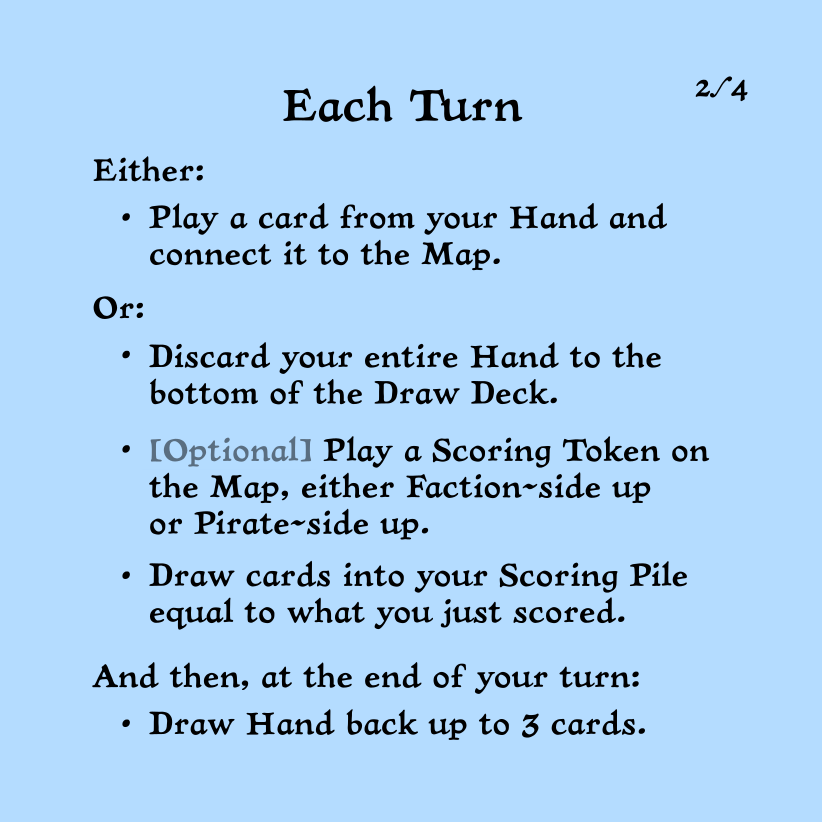 2/4
Each Turn
Either:
• Play a card from your Hand and
connect it to the Map.
Or:
• Discard your entire Hand to the
bottom of the Draw Deck.
• [Optional] Play a Scoring Token on
the Map, either Faction~side up
or Pirate~side up.
• Draw cards into your Scoring Pile
equal to what you just scored.
And then, at the end of your turn:
• Draw Hand back up to 3 cards.